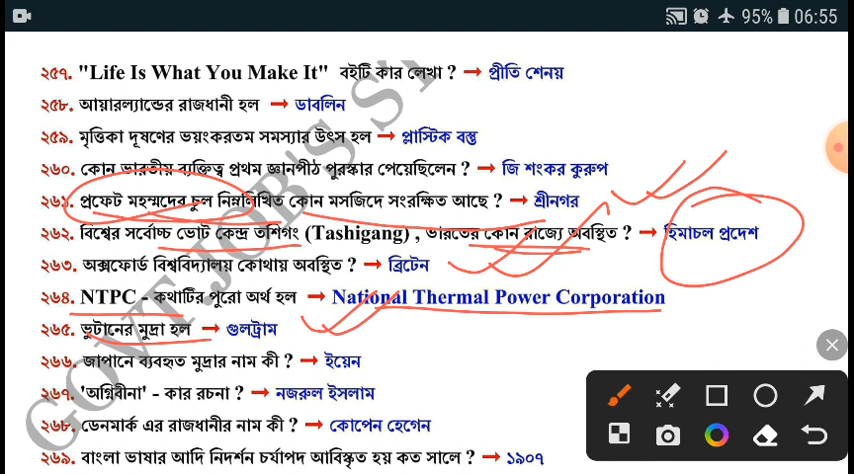 95% 06:55
২৫৭. "Life Is What You Make It" বইটি কার লেখা ? → প্রীতি শেনয়
২৫৮. আয়ারল্যান্ডের রাজধানী হল → ডাবলিন
২৫৯. মৃত্তিকা দূষণের ভয়ংকরতম সমস্যার উৎস হল → প্লাস্টিক বস্তু
২৬০. কোন ভারতীয় ব্যক্তিত্ব প্রথম জ্ঞানপীঠ পুরস্কার পেয়েছিলেন ? → জি শংকর কুরুপ
২৬১. প্রফেট মহম্মদের চুল নিম্নলিখিত কোন মসজিদে সংরক্ষিত আছে ? → শ্রীনগর
২৬২. বিশ্বের সর্বোচ্চ ভোট কেন্দ্র তশিগং (Tashigang) , ভারতের কোন রাজ্যে অবস্থিত ? → হিমাচল প্রদেশ
২৬৩. অক্সফোর্ড বিশ্ববিদ্যালয় কোথায় অবস্থিত ? → ব্রিটেন
২৬৪. NTPC - কথাটির পুরো অর্থ হল → National Thermal Power Corporation
২৬৫. ভুটানের মুদ্রা হল → গুলট্রাম
২৬৬. জাপানে ব্যবহৃত মুদ্রার নাম কী ? → ইয়েন
২৬৭. 'অগ্নিবীনা' - কার রচনা ? → নজরুল ইসলাম
২৬৮. ডেনমার্ক এর রাজধানীর নাম কী ? → কোপেন হেগেন
২৬৯. বাংলা ভাষার আদি নিদর্শন চর্যাপদ আবিস্কৃত হয় কত সালে ? → ১৯০৭
GOVT JOB'S ST